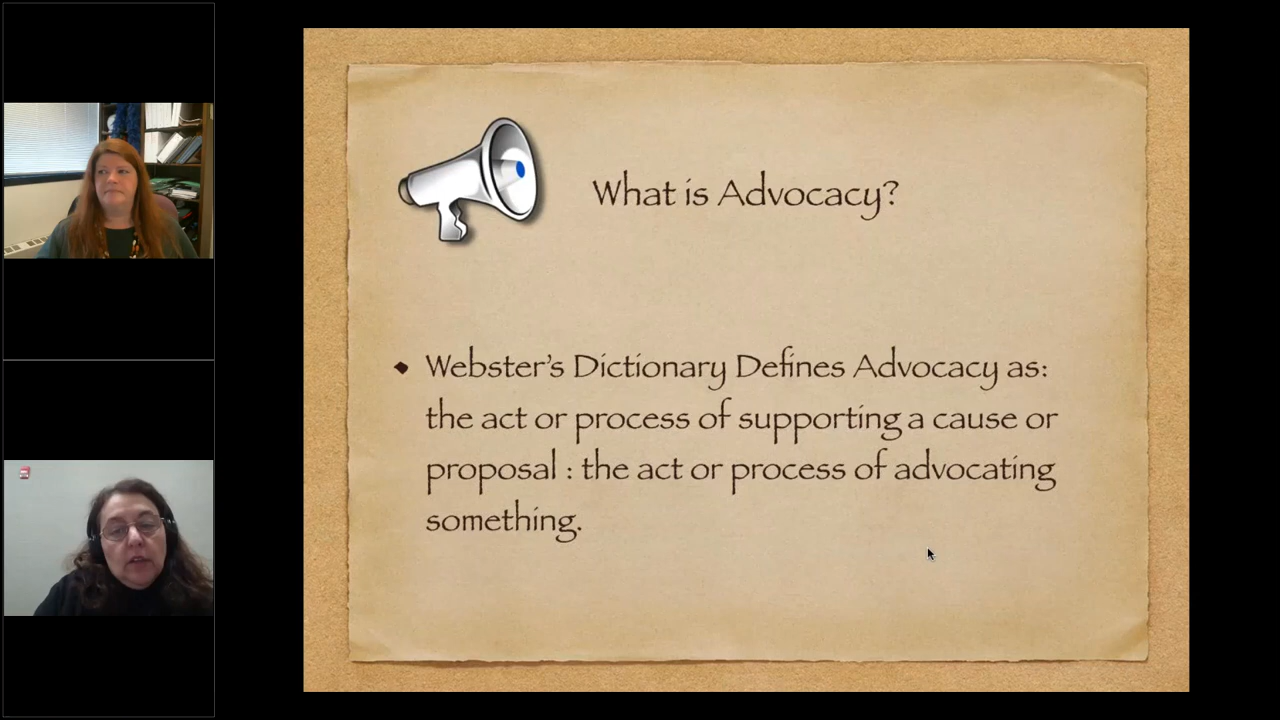 What is Advocacy?
Webster's Dictionary Defines Advocacy as:
the act or process of supporting a cause or
proposal : the act or process of advocating
something.